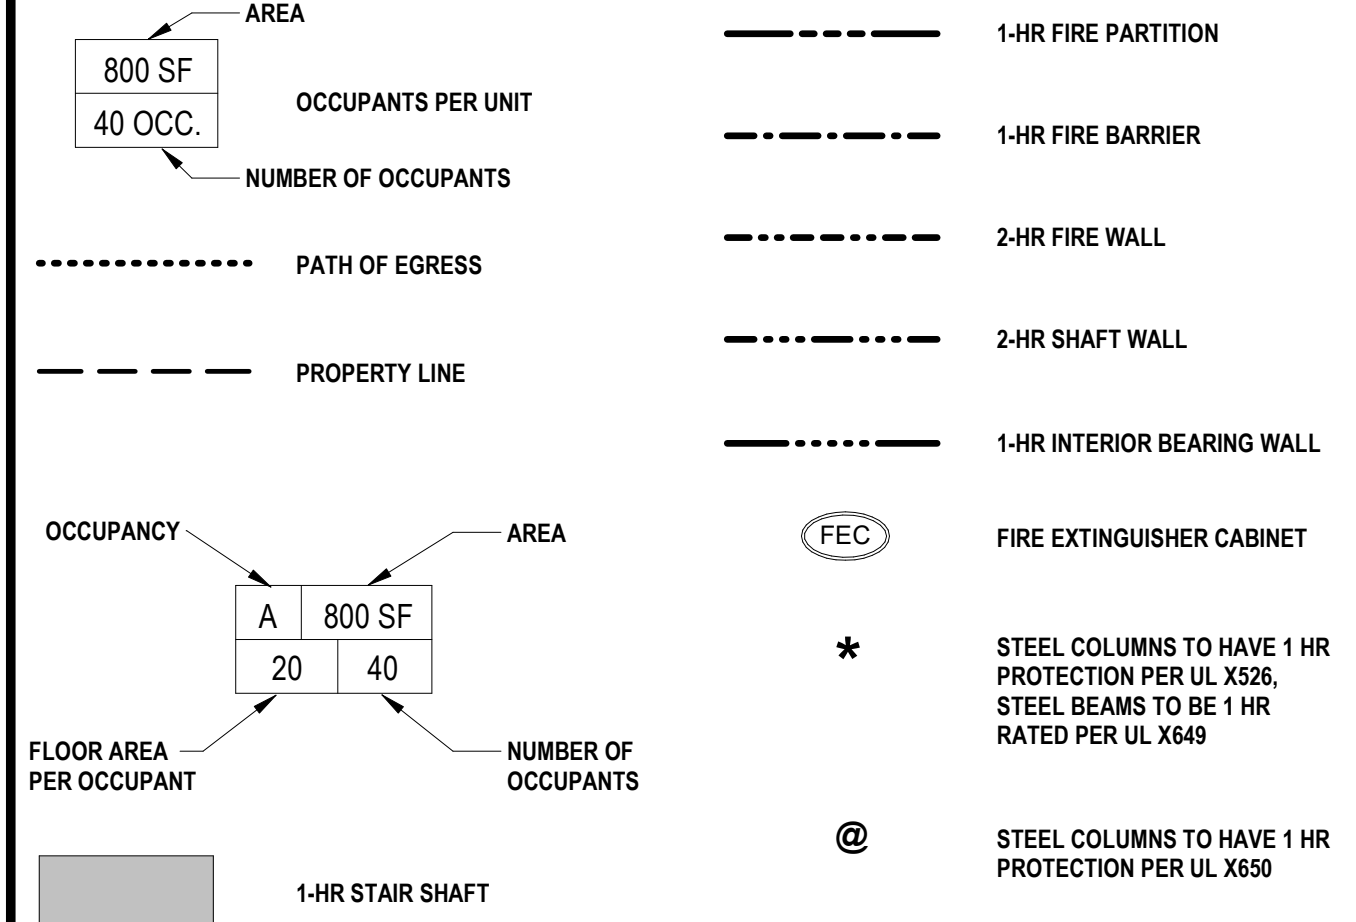 AREA
800 SF
40 OCC.
OCCUPANTS PER UNIT
NUMBER OF OCCUPANTS
PATH OF EGRESS
PROPERTY LINE
OCCUPANCY
AREA
A 800 SF
20 40
FLOOR AREA
PER OCCUPANT
NUMBER OF
OCCUPANTS
1-HR STAIR SHAFT
1-HR FIRE PARTITION
1-HR FIRE BARRIER
2-HR FIRE WALL
2-HR SHAFT WALL
1-HR INTERIOR BEARING WALL
FEC
FIRE EXTINGUISHER CABINET
*
STEEL COLUMNS TO HAVE 1 HR
PROTECTION PER UL X526,
STEEL BEAMS TO BE 1 HR
RATED PER UL X649
@
STEEL COLUMNS TO HAVE 1 HR
PROTECTION PER UL X650